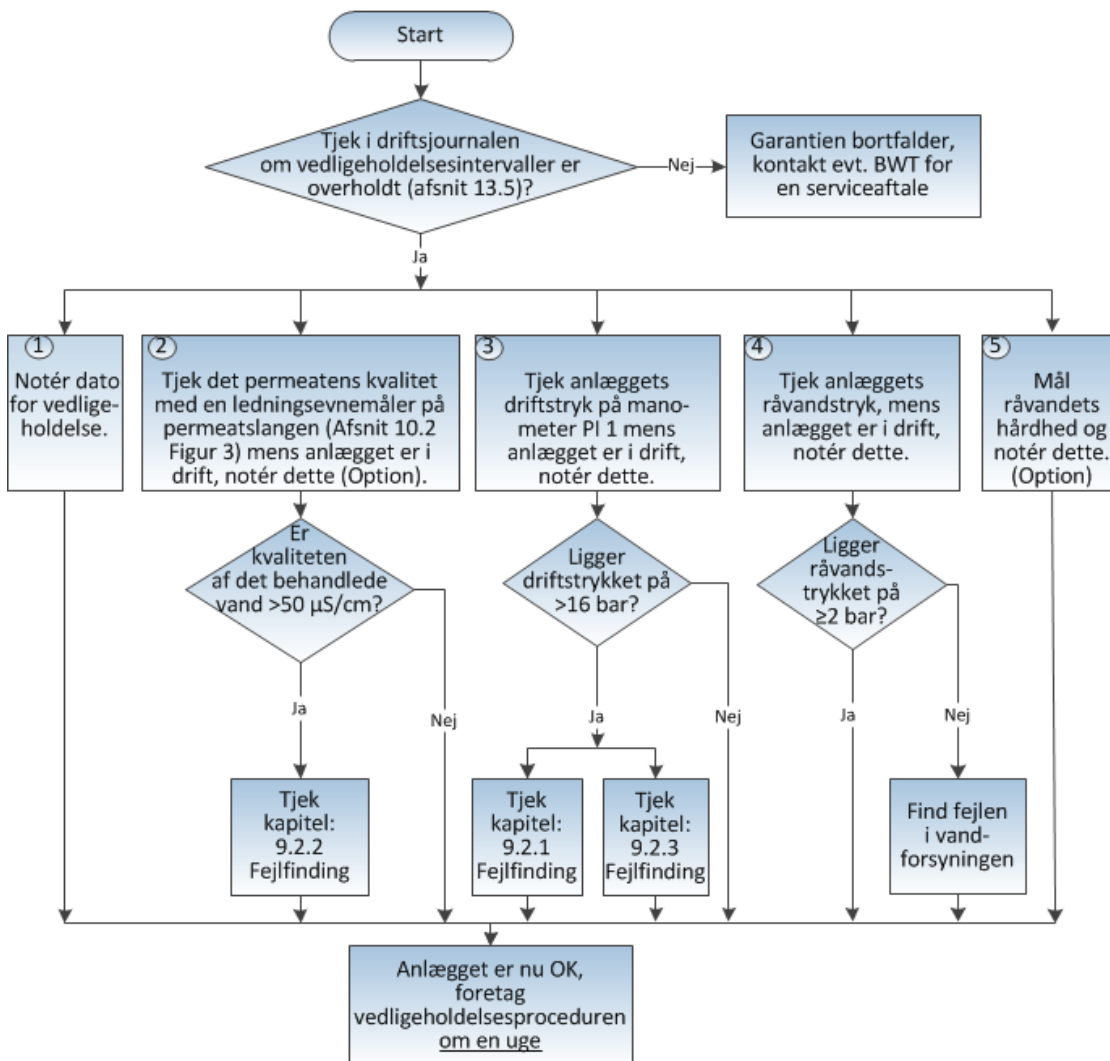 Start
Tjek i driftsjournalen
om vedligeholdelsesintervaller er
overholdt (afsnit 13.5)?
Nej
Garantien bortfalder,
kontakt evt. BWT for
en serviceaftale
Ja
1
Notér dato
for vedlige-
holdelse.
2
Tjek det permeatens kvalitet
med en ledningsevnemåler på
permeatslangen (Afsnit 10.2
Figur 3) mens anlægget er i
drift, notér dette (Option).
3
Tjek anlæggets
driftstryk på mano-
meter PI 1 mens
anlægget er i drift,
notér dette.
4
Tjek anlæggets
råvandstryk, mens
anlægget er i drift,
notér dette.
5
Mål
råvandets
hårdhed og
notér dette.
(Option)
Er
kvaliteten
af det behandlede
vand >50 µS/cm?
Ligger
driftstrykket på
>16 bar?
Ligger
råvands-
trykket på
≥2 bar?
Ja
Nej
Ja
Nej
Ja
Nej
Tjek
kapitel:
9.2.2
Fejlfinding
Tjek
kapitel:
9.2.1
Fejlfinding
Tjek
kapitel:
9.2.3
Fejlfinding
Find fejlen
i vand-
forsyningen
Anlægget er nu OK,
foretag
vedligeholdelsesproceduren
om en uge